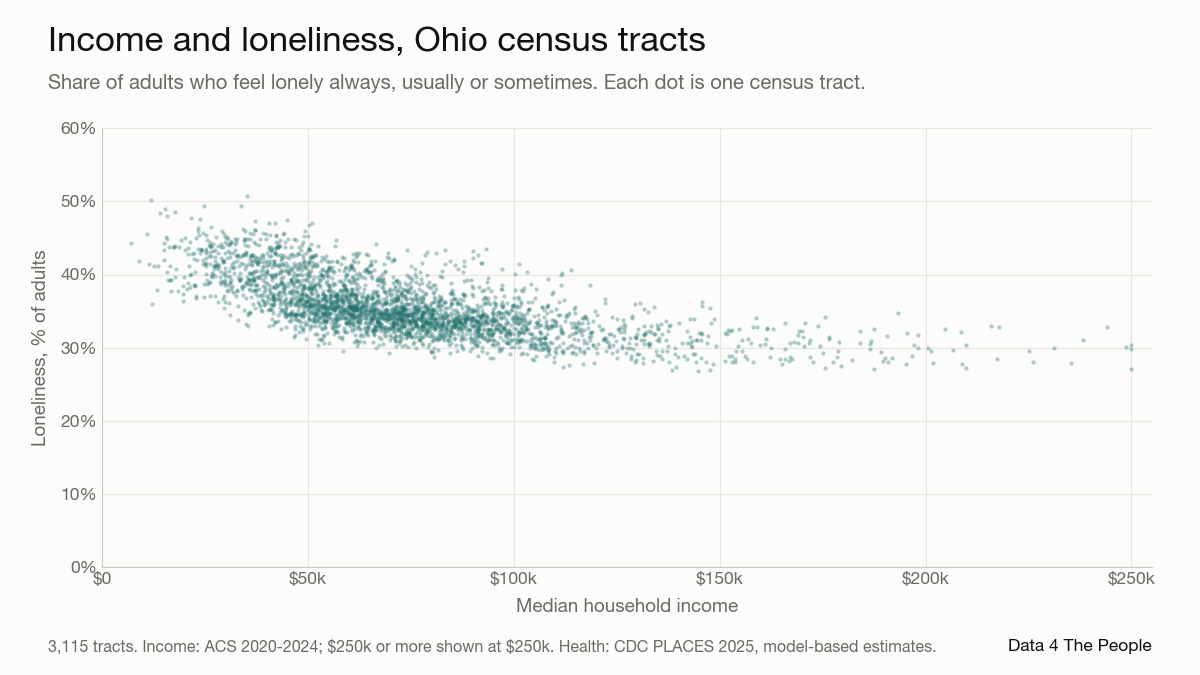 Income and loneliness, Ohio census tracts
Share of adults who feel lonely always, usually or sometimes. Each dot is one census tract.
60%
50%
40%
30%
20%
10%
0%
Loneliness, % of adults
$0
$50k
$100k
$150k
$200k
$250k
Median household income
3,115 tracts. Income: ACS 2020-2024; $250k or more shown at $250k. Health: CDC PLACES 2025, model-based estimates.
Data 4 The People